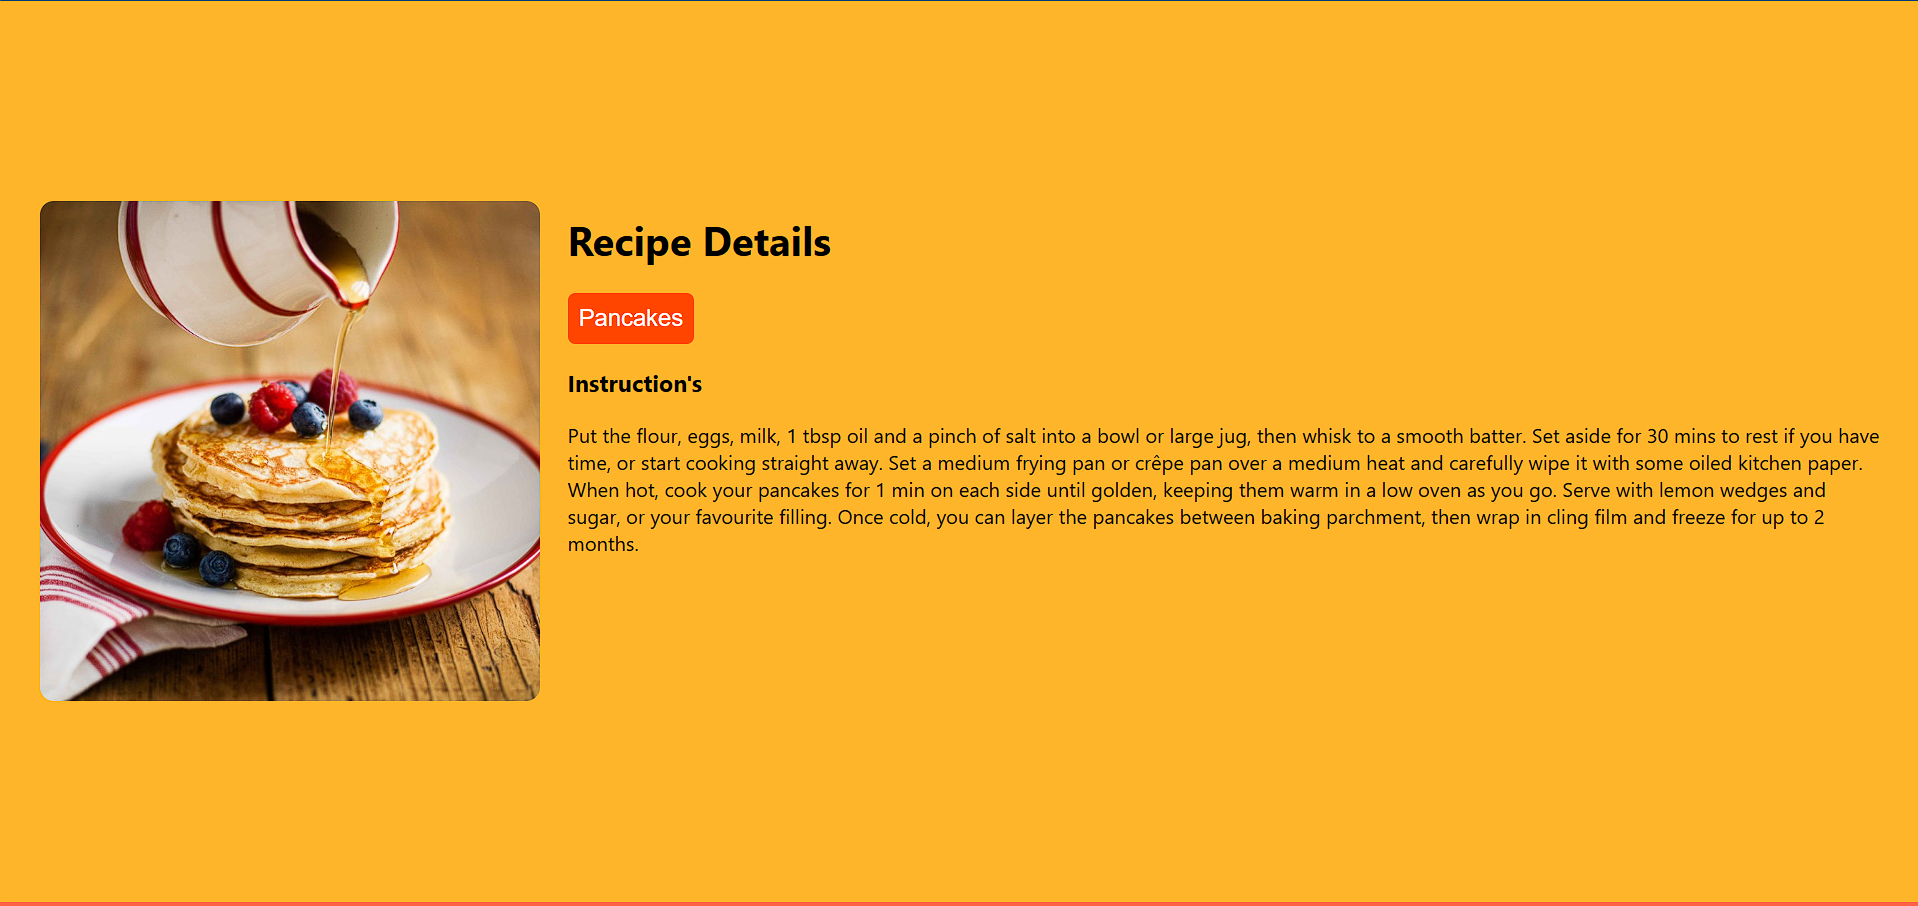 Recipe Details
Pancakes
Instruction's
Put the flour, eggs, milk, 1 tbsp oil and a pinch of salt into a bowl or large jug, then whisk to a smooth batter. Set aside for 30 mins to rest if you have
time, or start cooking straight away. Set a medium frying pan or crêpe pan over a medium heat and carefully wipe it with some oiled kitchen paper.
When hot, cook your pancakes for 1 min on each side until golden, keeping them warm in a low oven as you go. Serve with lemon wedges and
sugar, or your favourite filling. Once cold, you can layer the pancakes between baking parchment, then wrap in cling film and freeze for up to 2
months.